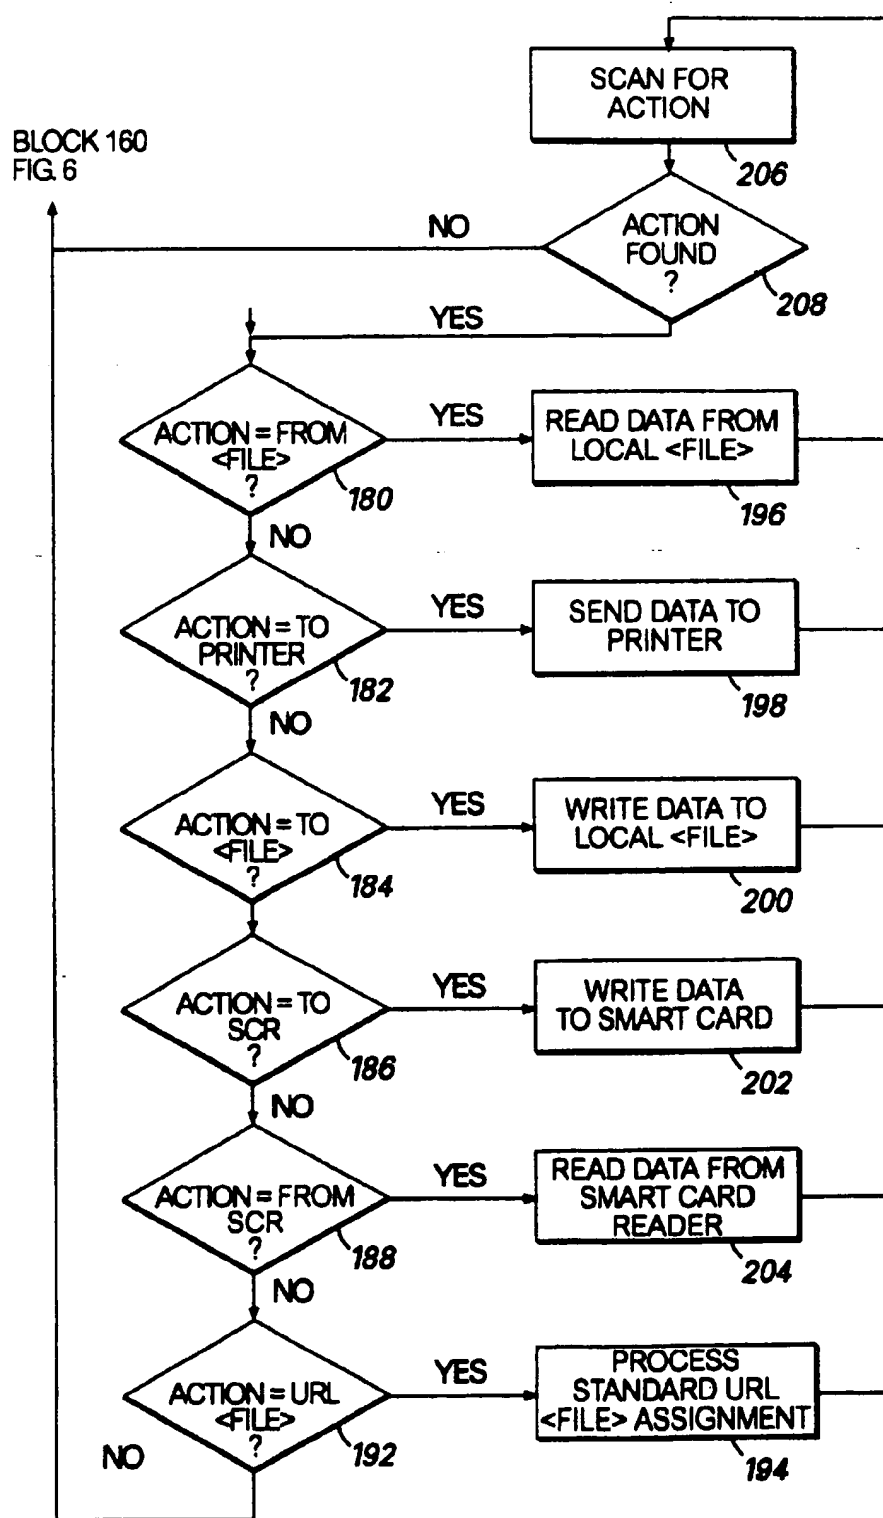 SCAN FOR
ACTION
206
BLOCK 160
FIG. 6
NO
ACTION
FOUND
?
208
YES
ACTION = FROM
<FILE>
?
180
YES
READ DATA FROM
LOCAL <FILE>
196
NO
ACTION = TO
PRINTER
?
182
YES
SEND DATA TO
PRINTER
198
NO
ACTION = TO
<FILE>
?
184
YES
WRITE DATA TO
LOCAL <FILE>
200
ACTION = TO
SCR
?
186
YES
WRITE DATA
TO SMART CARD
202
NO
ACTION = FROM
SCR
?
188
YES
READ DATA FROM
SMART CARD
READER
204
NO
ACTION = URL
<FILE>
?
192
YES
PROCESS
STANDARD URL
<FILE> ASSIGNMENT
194
NO